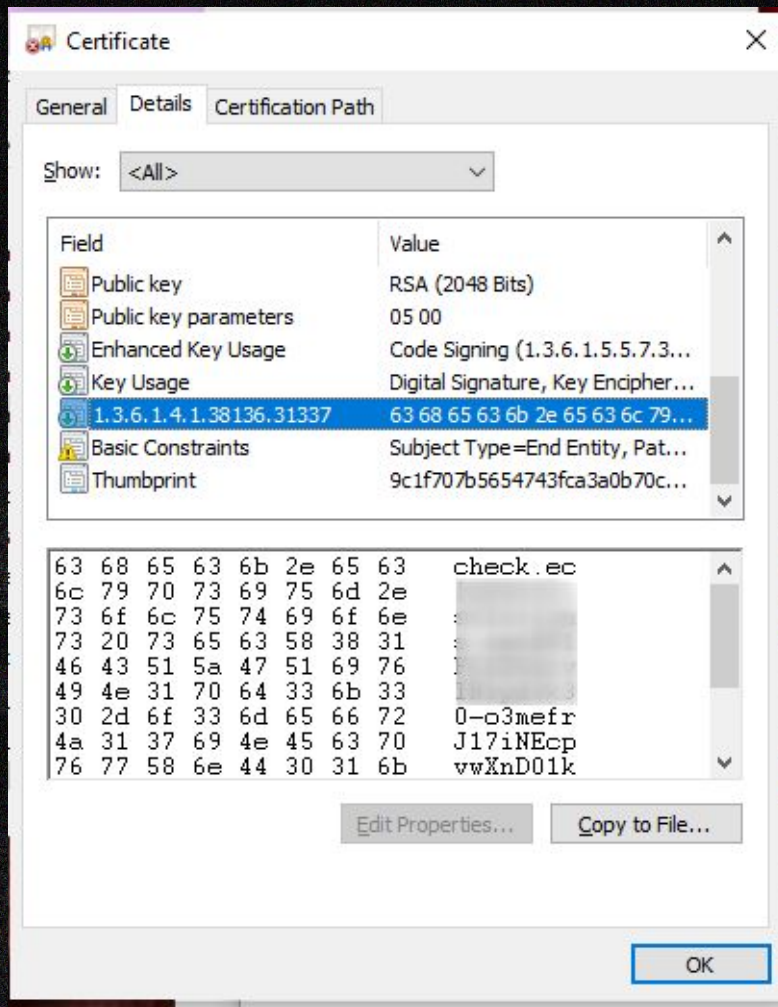 Certificate
General Details Certification Path
Show: <All>
Field Value
Public key RSA (2048 Bits)
Public key parameters 05 00
Enhanced Key Usage Code Signing (1.3.6.1.5.5.7.3...
Key Usage Digital Signature, Key Encipher...
1.3.6.1.4.1.38136.31337 63 68 65 63 6b 2e 65 63 6c 79...
Basic Constraints Subject Type=End Entity, Pat...
Thumbprint 9c1f707b5654743fca3a0b70c...
63 68 65 63 6b 2e 65 63 check.ec
6c 79 70 73 69 75 6d 2e
73 6f 6c 75 74 69 6f 6e
73 20 73 65 63 58 38 31
46 43 51 5a 47 51 69 76
49 4e 31 70 64 33 6b 33
30 2d 6f 33 6d 65 66 72 0-o3mefr
4a 31 37 69 4e 45 63 70 J17iNEcp
76 77 58 6e 44 30 31 6b vwXnD01k
Edit Properties... Copy to File...
OK